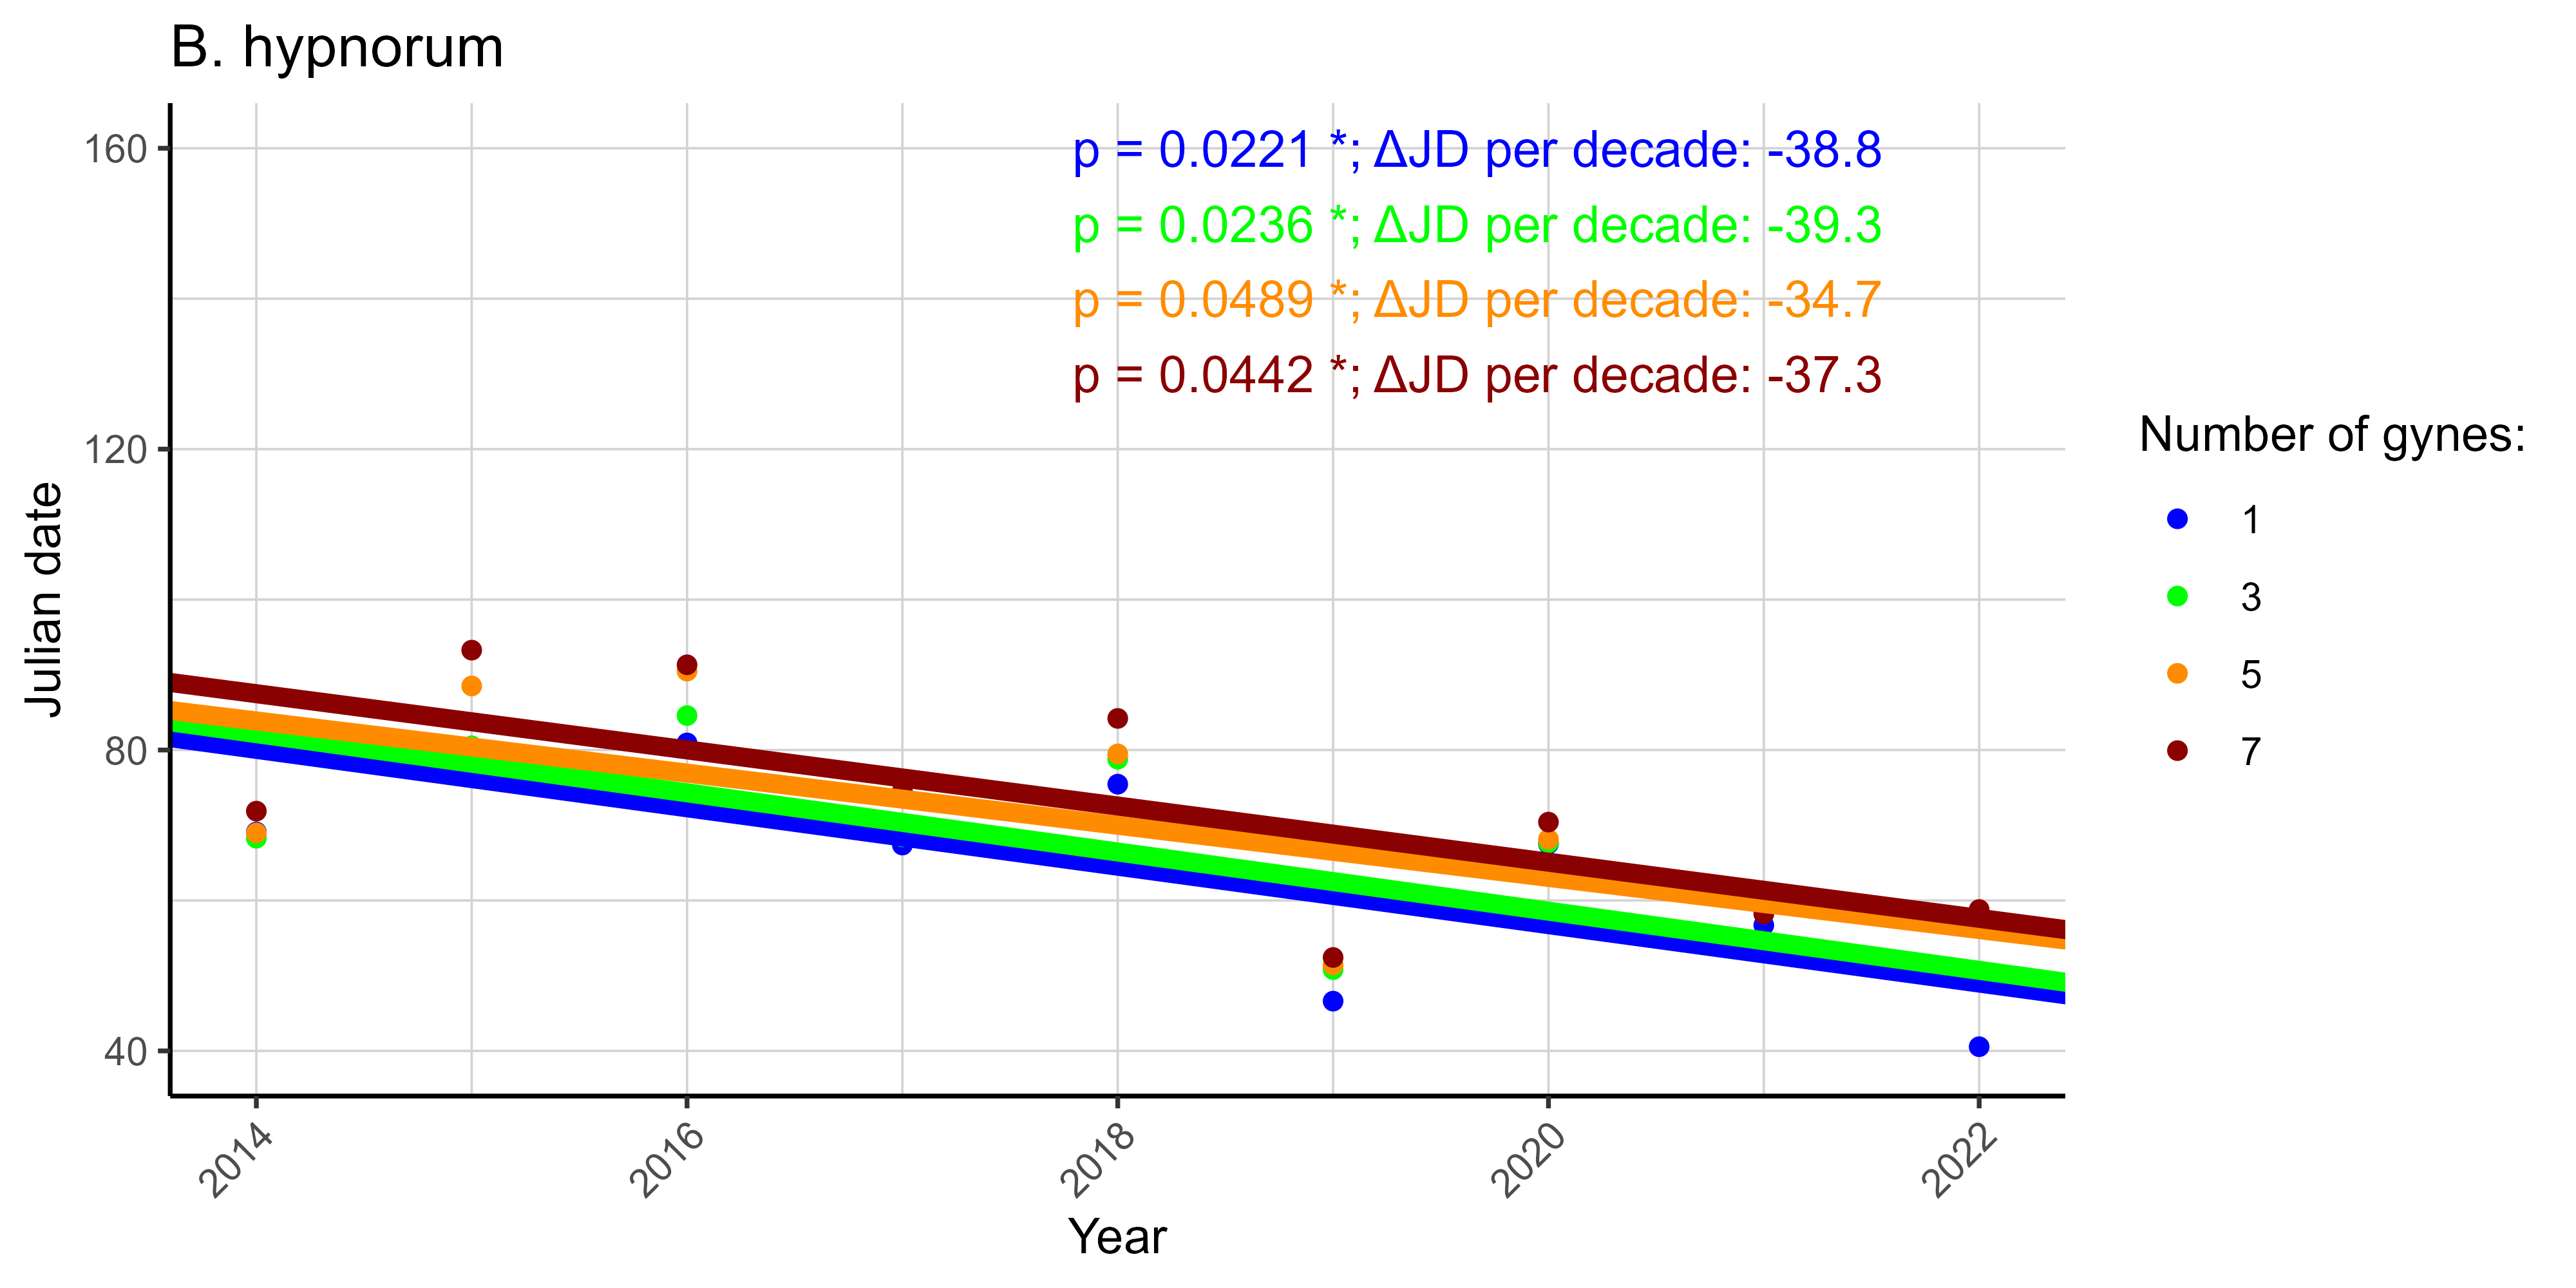 B. hypnorum
p = 0.0221 *; ΔJD per decade: -38.8
p = 0.0236 *; ΔJD per decade: -39.3
p = 0.0489 *; ΔJD per decade: -34.7
p = 0.0442 *; ΔJD per decade: -37.3
Julian date
160
120
80
40
2014
2016
2018
2020
2022
Year
Number of gynes:
1
3
5
7